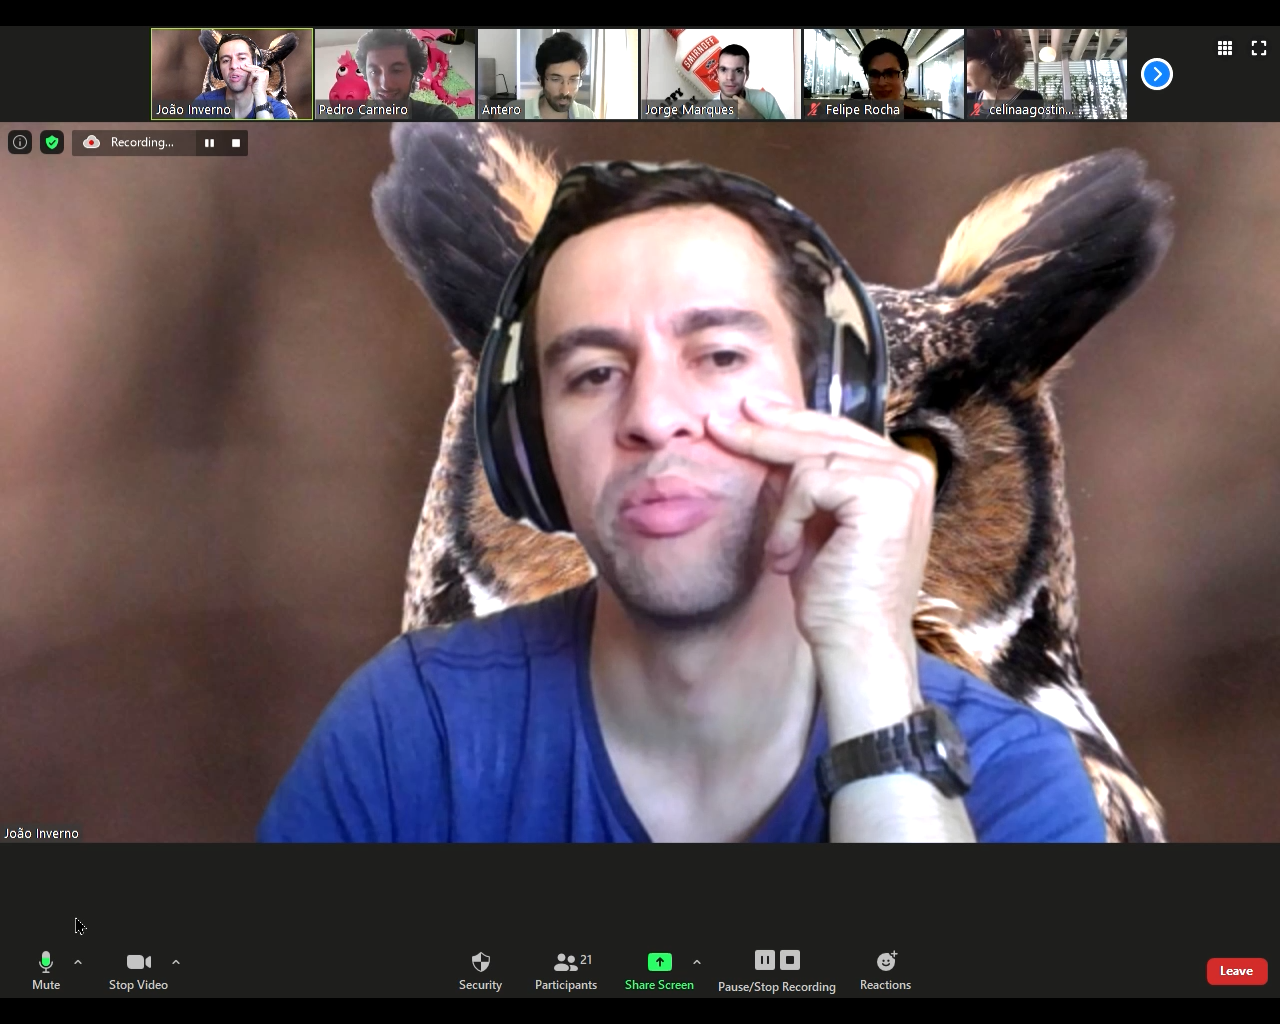 João Inverno
Pedro Carneiro
Antero
Jorge Marques
Felipe Rocha
celinaagostin...
SMIRNOFF
Recording...
João Inverno
Mute
Stop Video
Security
21
Participants
Share Screen
Pause/Stop Recording
Reactions
Leave